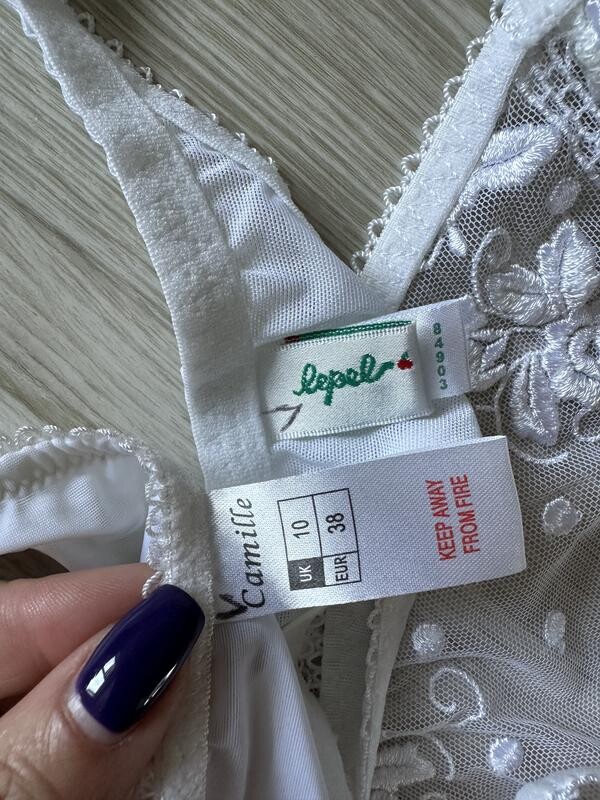 lepel
84903
Camille
UK 10
EUR 38
KEEP AWAY
FROM FIRE